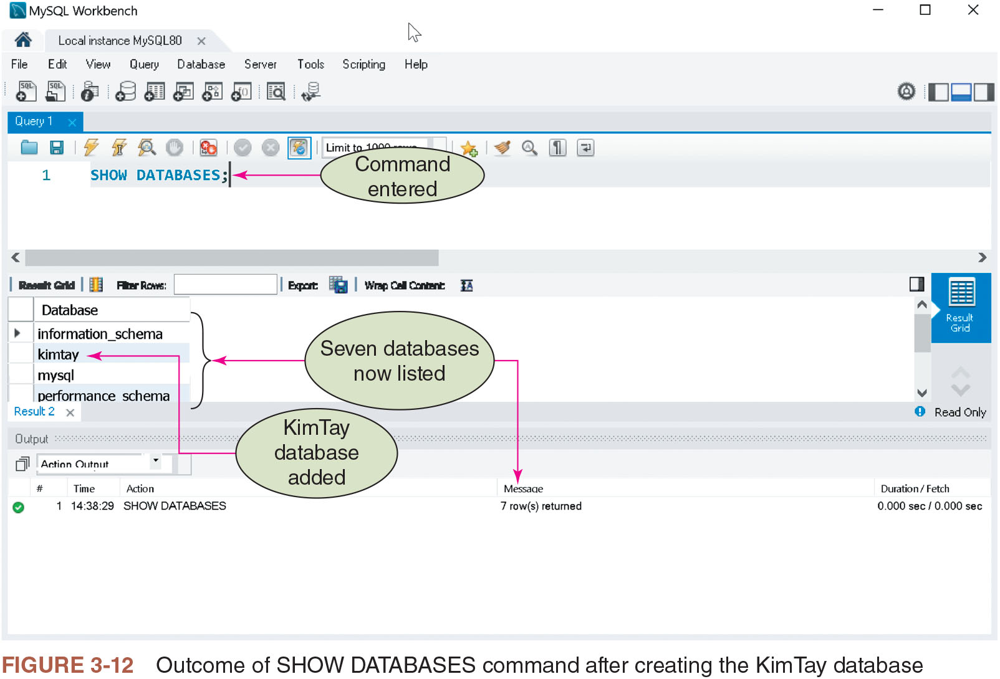 MySQL Workbench
Local instance MySQL80
File Edit View Query Database Server Tools Scripting Help
SQL SQL
Query 1
Limit to 1000 rows
1 SHOW DATABASES;
Command
entered
Result Grid Filter Rows: Export: Wrap Cell Content:
Database
information_schema
kimtay
mysql
performance_schema
Seven databases
now listed
Result
Grid
Result 2
Read Only
KimTay
database
added
Output
Action Output
# Time Action Message Duration / Fetch
1 14:38:29 SHOW DATABASES 7 row(s) returned 0.000 sec / 0.000 sec
FIGURE 3-12 Outcome of SHOW DATABASES command after creating the KimTay database